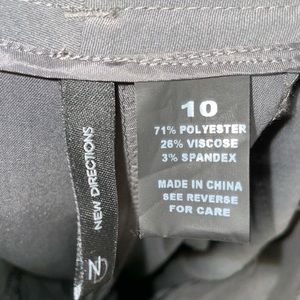 NEW DIRECTIONS
ND
10
71% POLYESTER
26% VISCOSE
3% SPANDEX
MADE IN CHINA
SEE REVERSE
FOR CARE